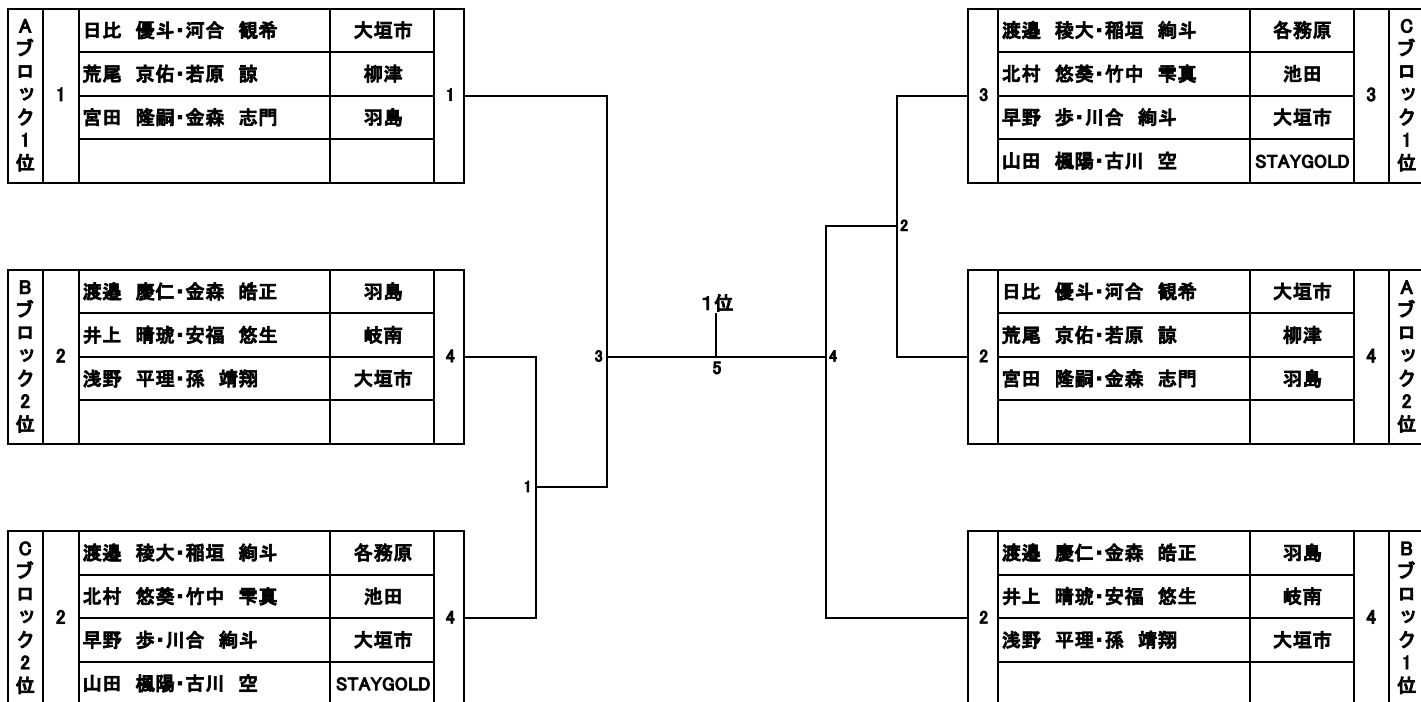 Aブロック1位
1
日比 優斗・河合 観希 大垣市
荒尾 京佑・若原 諒 柳津
宮田 隆嗣・金森 志門 羽島
1
Bブロック2位
2
渡邉 慶仁・金森 皓正 羽島
井上 晴琥・安福 悠生 岐南
浅野 平理・孫 靖翔 大垣市
4
Cブロック2位
2
渡邉 稜大・稲垣 絢斗 各務原
北村 悠葵・竹中 雫真 池田
早野 歩・川合 絢斗 大垣市
山田 楓陽・古川 空 STAYGOLD
4
1
3
1位
5
4
2
3
渡邉 稜大・稲垣 絢斗 各務原
北村 悠葵・竹中 雫真 池田
早野 歩・川合 絢斗 大垣市
山田 楓陽・古川 空 STAYGOLD
3
Cブロック1位
2
日比 優斗・河合 観希 大垣市
荒尾 京佑・若原 諒 柳津
宮田 隆嗣・金森 志門 羽島
4
Aブロック2位
2
渡邉 慶仁・金森 皓正 羽島
井上 晴琥・安福 悠生 岐南
浅野 平理・孫 靖翔 大垣市
4
Bブロック1位